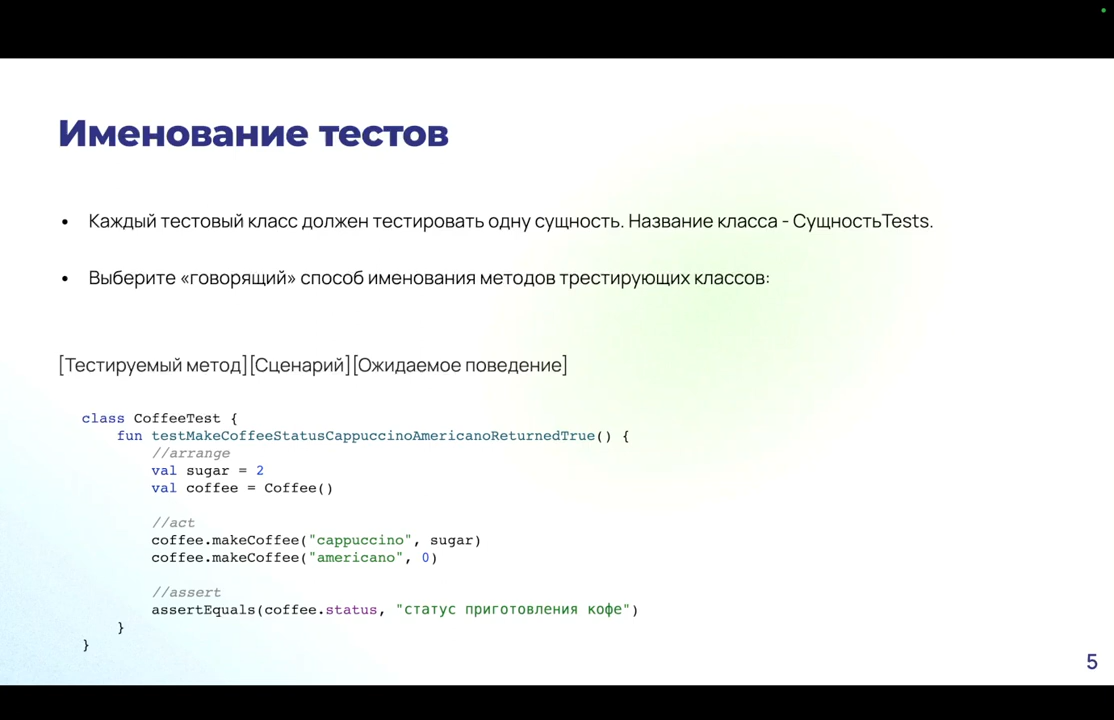 Именование тестов
• Каждый тестовый класс должен тестировать одну сущность. Название класса - СущностьTests.
• Выберите «говорящий» способ именования методов трестирующих классов:
[Тестируемый метод][Сценарий][Ожидаемое поведение]
class CoffeeTest {
    fun testMakeCoffeeStatusCappuccinoAmericanoReturnedTrue() {
        //arrange
        val sugar = 2
        val coffee = Coffee()
        //act
        coffee.makeCoffee("cappuccino", sugar)
        coffee.makeCoffee("americano", 0)
        //assert
        assertEquals(coffee.status, "статус приготовления кофе")
    }
}
5